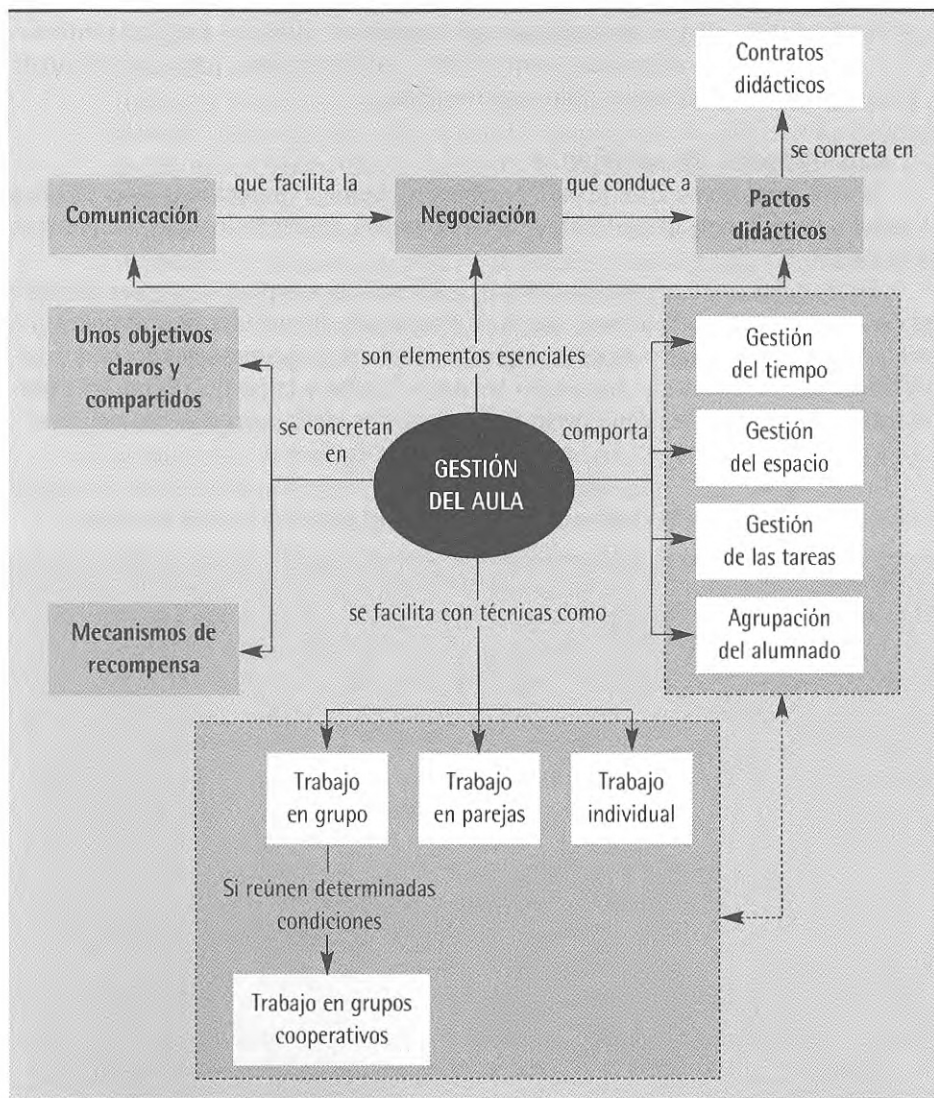 Contratos
didácticos
se concreta en
que facilita la
que conduce a
Comunicación
Negociación
Pactos
didácticos
Unos objetivos
claros y
compartidos
son elementos esenciales
Gestión
del tiempo
se concretan
en
comporta
GESTIÓN
DEL AULA
Gestión
del espacio
Gestión
de las tareas
se facilita con técnicas como
Mecanismos de
recompensa
Agrupación
del alumnado
Trabajo
en grupo
Trabajo
en parejas
Trabajo
individual
Si reúnen determinadas
condiciones
Trabajo en grupos
cooperativos